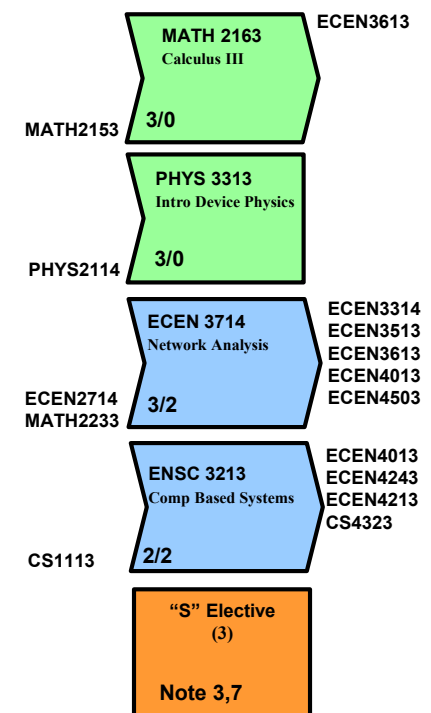 ECEN3613
MATH 2163
Calculus III
3/0
MATH2153
PHYS 3313
Intro Device Physics
3/0
PHYS2114
ECEN 3714
Network Analysis
3/2
ECEN2714
MATH2233
ECEN3314
ECEN3513
ECEN3613
ECEN4013
ECEN4503
ENSC 3213
Comp Based Systems
2/2
CS1113
ECEN4013
ECEN4243
ECEN4213
CS4323
“S” Elective
(3)
Note 3,7